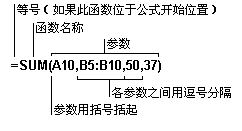 等号（如果此函数位于公式开始位置）
函数名称
参数
=SUM(A10,B5:B10,50,37)
各参数之间用逗号分隔
参数用括号括起